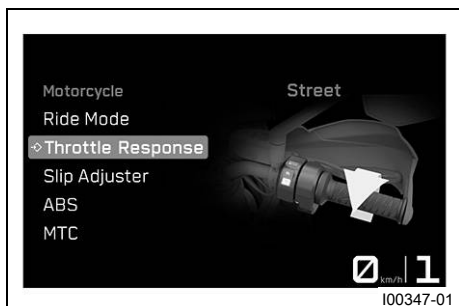 Motorcycle
Street
Ride Mode
Throttle Response
Slip Adjuster
ABS
MTC
0 km/h 1
I00347-01